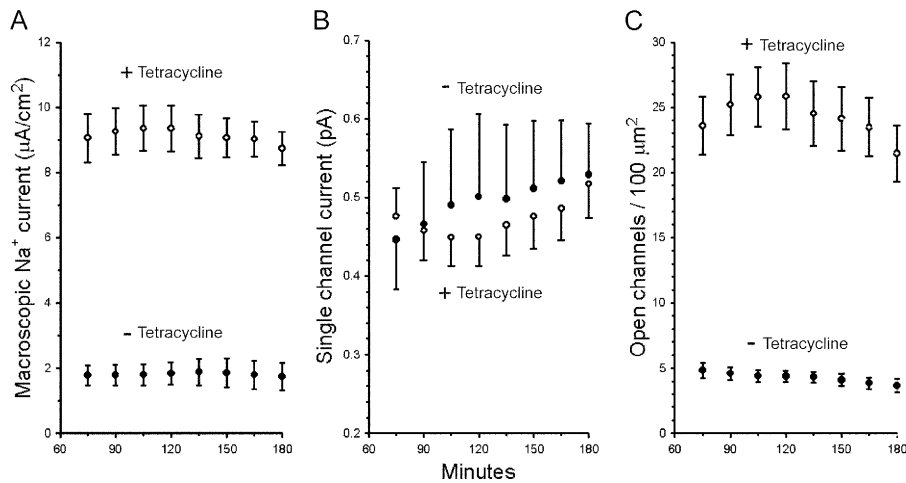 A
Macroscopic Na+ current (µA/cm2)
12
10
8
6
4
2
0
+ Tetracycline
- Tetracycline
60 90 120 150 180
B
Single channel current (pA)
0.7
0.6
0.5
0.4
0.3
0.2
- Tetracycline
+ Tetracycline
60 90 120 150 180
Minutes
C
Open channels / 100 µm2
30
25
20
15
10
5
0
+ Tetracycline
- Tetracycline
60 90 120 150 180